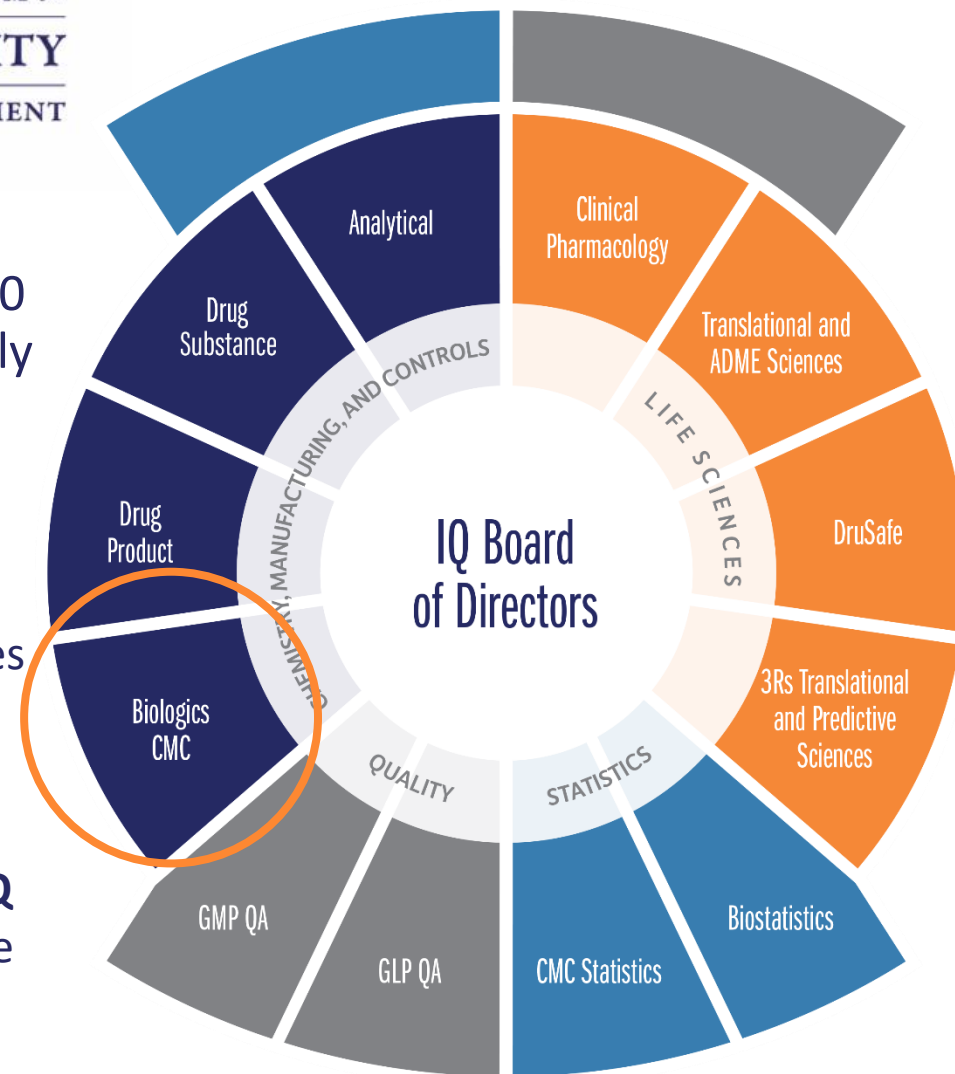 ITY
MENT
0
ly
es
Q
e
Analytical
Clinical
Pharmacology
Drug
Substance
Translational and
ADME Sciences
CHEMISTRY, MANUFACTURING, AND CONTROLS
LIFE SCIENCES
Drug
Product
IQ Board
of Directors
DruSafe
Biologics
CMC
3Rs Translational
and Predictive
Sciences
QUALITY
STATISTICS
GMP QA
GLP QA
CMC Statistics
Biostatistics